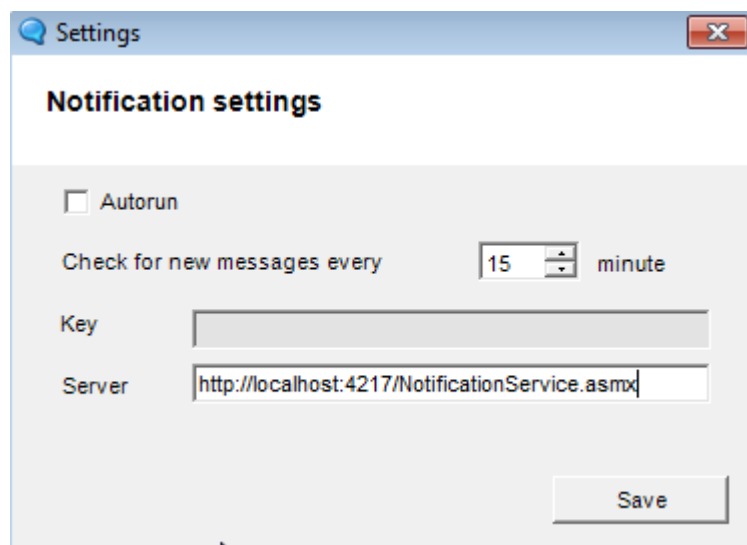 Settings
Notification settings
Autorun
Check for new messages every 15 minute
Key
Server http://localhost:4217/NotificationService.asmx
Save